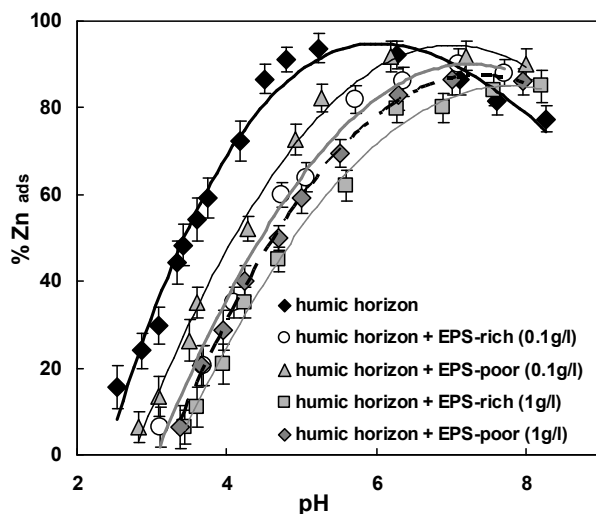 % Zn ads
100
80
60
40
20
0
2
4
6
8
pH
humic horizon
humic horizon + EPS-rich (0.1g/l)
humic horizon + EPS-poor (0.1g/l)
humic horizon + EPS-rich (1g/l)
humic horizon + EPS-poor (1g/l)